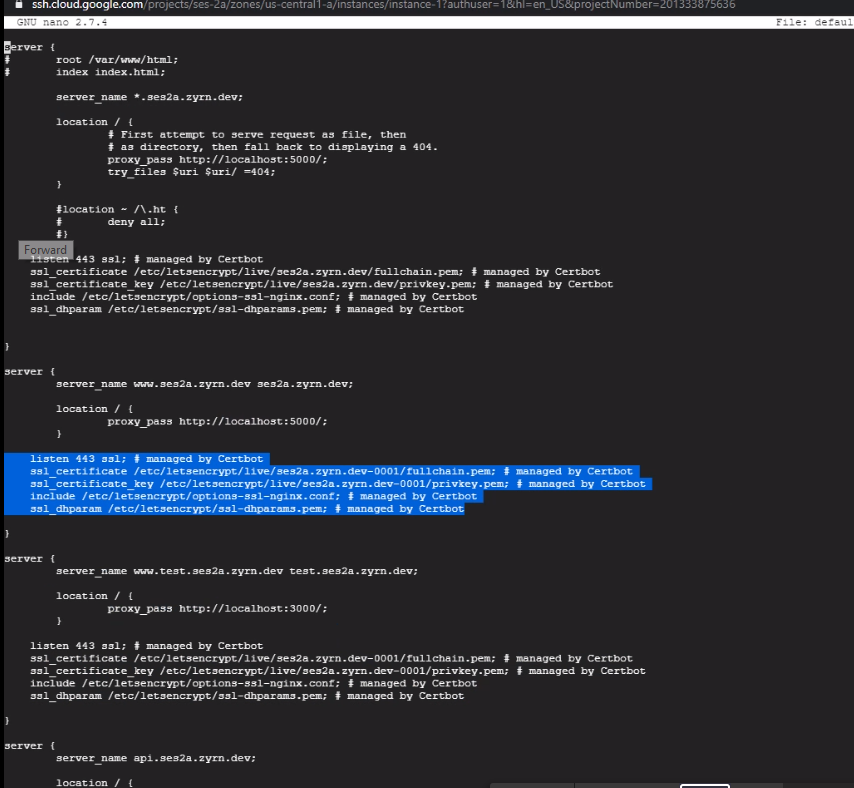 ssh.cloud.google.com/projects/ses-2a/zones/us-central1-a/instances/instance-1?authuser=1&hl=en_US&projectNumber=201333875636
GNU nano 2.7.4 File: defaul
server {
# root /var/www/html;
# index index.html;
server_name *.ses2a.zyrn.dev;
location / {
# First attempt to serve request as file, then
# as directory, then fall back to displaying a 404.
proxy_pass http://localhost:5000/;
try_files $uri $uri/ =404;
}
#location ~ /\.ht {
# deny all;
#}
Forward
listen 443 ssl; # managed by Certbot
ssl_certificate /etc/letsencrypt/live/ses2a.zyrn.dev/fullchain.pem; # managed by Certbot
ssl_certificate_key /etc/letsencrypt/live/ses2a.zyrn.dev/privkey.pem; # managed by Certbot
include /etc/letsencrypt/options-ssl-nginx.conf; # managed by Certbot
ssl_dhparam /etc/letsencrypt/ssl-dhparams.pem; # managed by Certbot
}
server {
server_name www.ses2a.zyrn.dev ses2a.zyrn.dev;
location / {
proxy_pass http://localhost:5000/;
}
listen 443 ssl; # managed by Certbot
ssl_certificate /etc/letsencrypt/live/ses2a.zyrn.dev-0001/fullchain.pem; # managed by Certbot
ssl_certificate_key /etc/letsencrypt/live/ses2a.zyrn.dev-0001/privkey.pem; # managed by Certbot
include /etc/letsencrypt/options-ssl-nginx.conf; # managed by Certbot
ssl_dhparam /etc/letsencrypt/ssl-dhparams.pem; # managed by Certbot
}
server {
server_name www.test.ses2a.zyrn.dev test.ses2a.zyrn.dev;
location / {
proxy_pass http://localhost:3000/;
}
listen 443 ssl; # managed by Certbot
ssl_certificate /etc/letsencrypt/live/ses2a.zyrn.dev-0001/fullchain.pem; # managed by Certbot
ssl_certificate_key /etc/letsencrypt/live/ses2a.zyrn.dev-0001/privkey.pem; # managed by Certbot
include /etc/letsencrypt/options-ssl-nginx.conf; # managed by Certbot
ssl_dhparam /etc/letsencrypt/ssl-dhparams.pem; # managed by Certbot
}
server {
server_name api.ses2a.zyrn.dev;
location / {